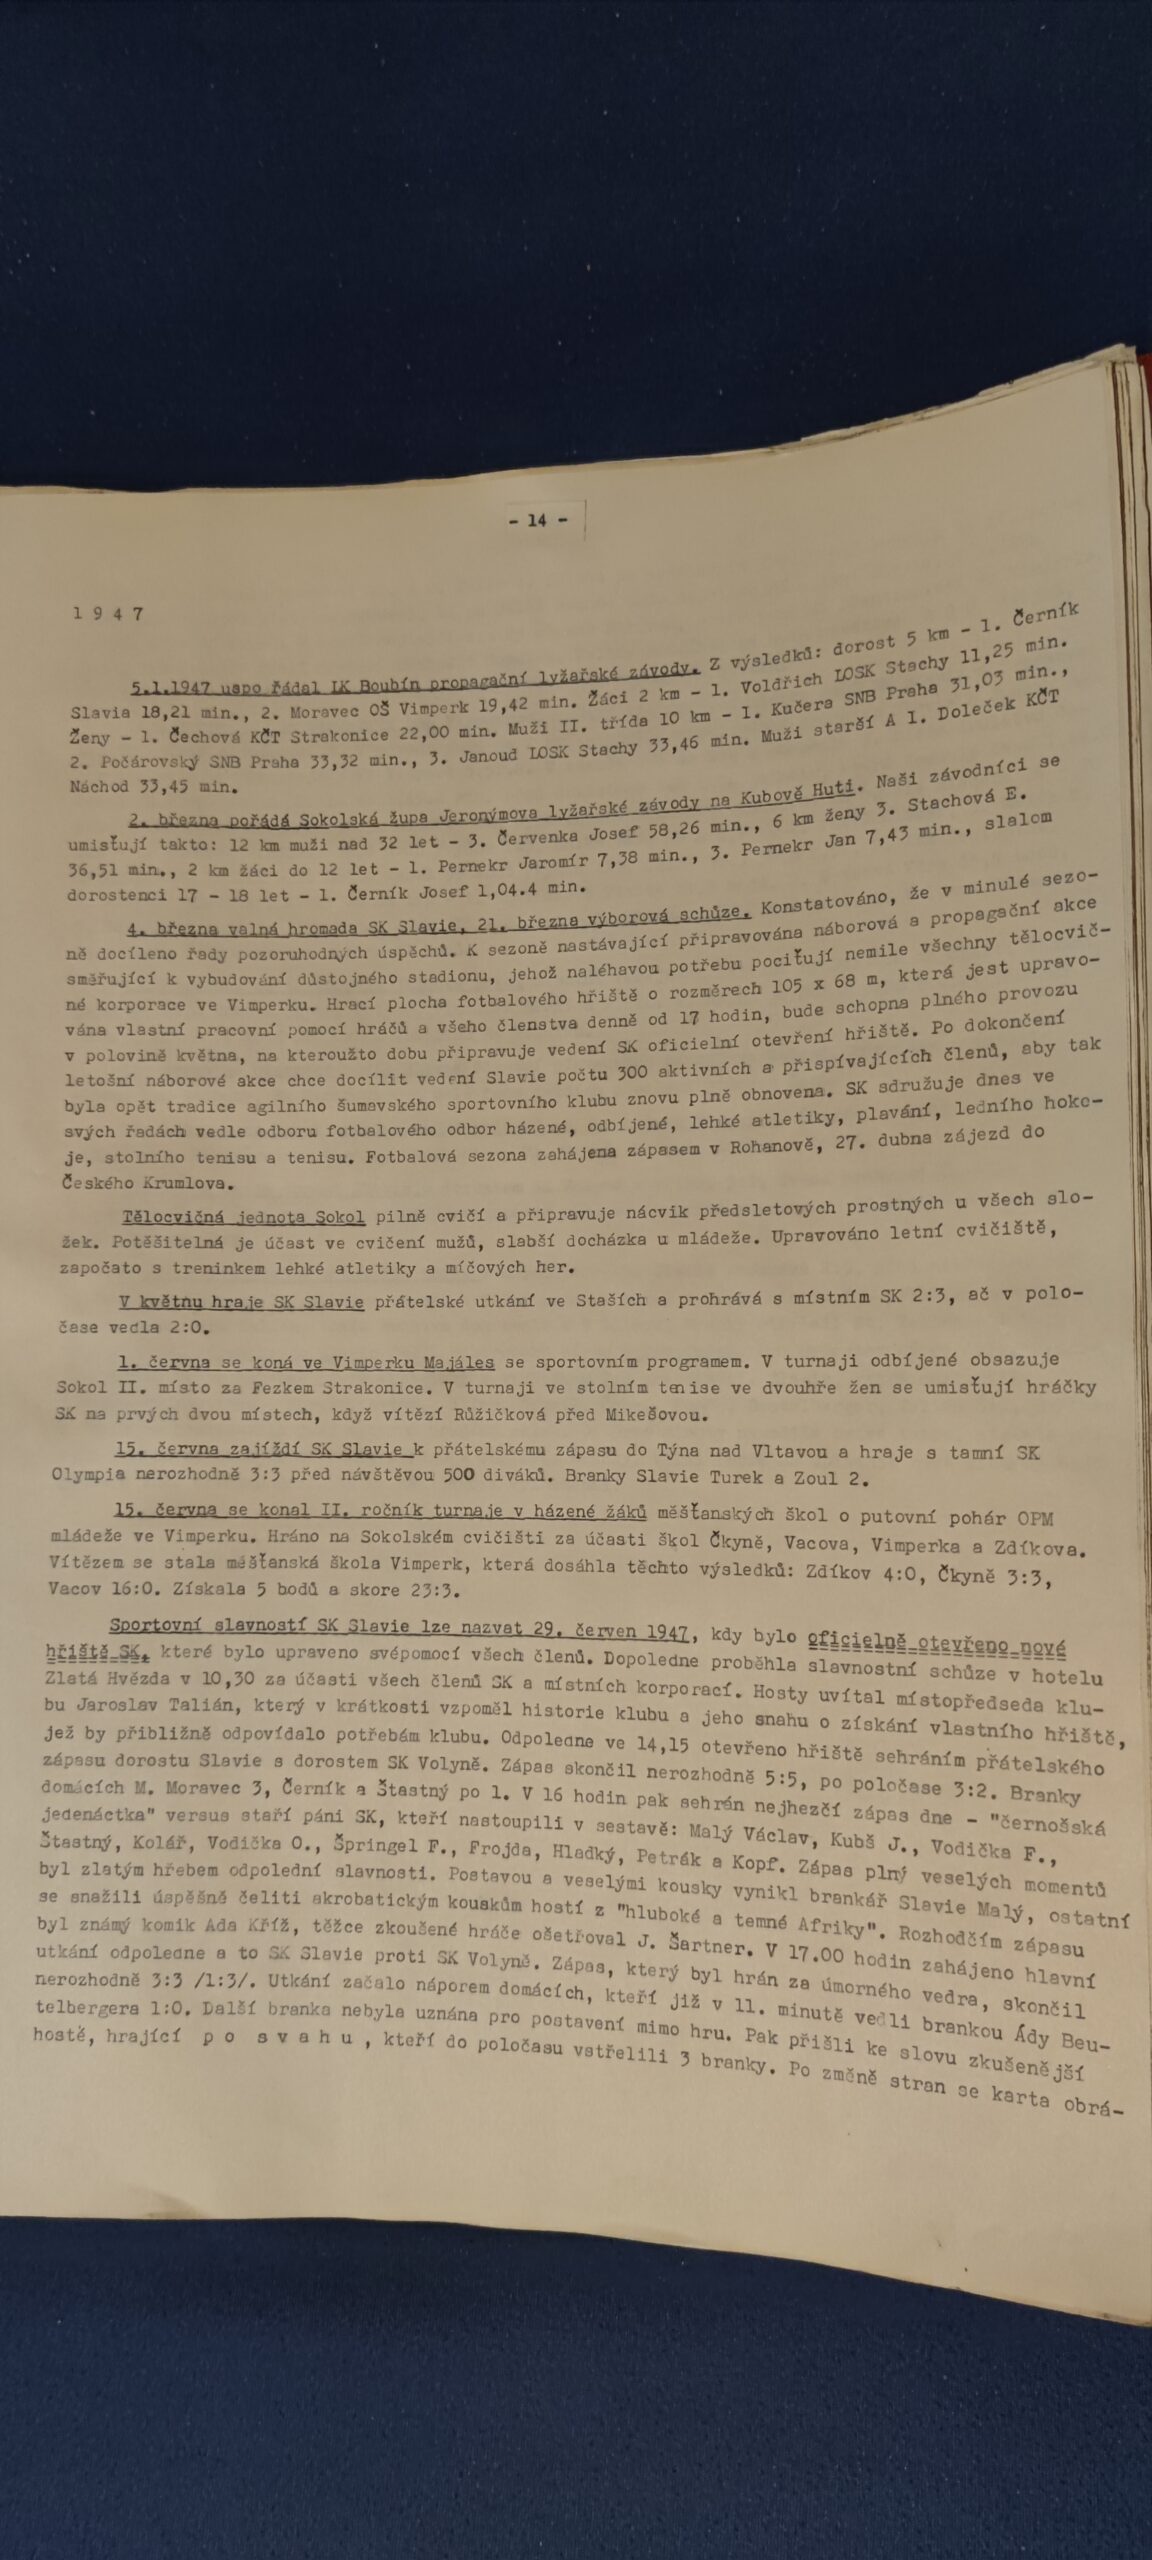 - 14 -
1 9 4 7
5.1.1947 uspořádal LK Boubín propagační lyžařské závody. Z výsledků: dorost 5 km - 1. Černík
Slavia 18,21 min., 2. Moravec OŠ Vimperk 19,42 min. Žáci 2 km - 1. Voldřich LOSK Stachy 11,25 min.
Ženy - 1. Čechová KČT Strakonice 22,00 min. Muži II. třída 10 km - 1. Kučera SNB Praha 31,03 min.,
2. Počárovský SNB Praha 33,32 min., 3. Janoud LOSK Stachy 33,46 min. Muži starší A 1. Doleček KČT
Náchod 33,45 min.
2. března pořádá Sokolská župa Jeronýmova lyžařské závody na Kubově Huti. Naši závodníci se
umisťují takto: 12 km muži nad 32 let - 3. Červenka Josef 58,26 min., 6 km ženy 3. Stachová E.
36,51 min., 2 km žáci do 12 let - 1. Pernekr Jaromír 7,38 min., 3. Pernekr Jan 7,43 min., slalom
dorostenci 17 - 18 let - 1. Černík Josef 1,04.4 min.
4. března valná hromada SK Slavie, 21. března výborová schůze. Konstatováno, že v minulé sezo-
ně docíleno řady pozoruhodných úspěchů. K sezoně nastávající připravována náborová a propagační akce
směřující k vybudování důstojného stadionu, jehož naléhavou potřebu pociťují nemile všechny tělocvič-
né korporace ve Vimperku. Hrací plocha fotbalového hřiště o rozměrech 105 x 68 m, která jest upravo-
vána vlastní pracovní pomocí hráčů a všeho členstva denně od 17 hodin, bude schopna plného provozu
v polovině května, na kteroužto dobu připravuje vedení SK oficielní otevření hřiště. Po dokončení
letošní náborové akce chce docílit vedení Slavie počtu 300 aktivních a přispívajících členů, aby tak
byla opět tradice agilního šumavského sportovního klubu znovu plně obnovena. SK sdružuje dnes ve
svých řadách vedle odboru fotbalového odbor házené, odbíjené, lehké atletiky, plavání, ledního hoke-
je, stolního tenisu a tenisu. Fotbalová sezona zahájena zápasem v Rohanově, 27. dubna zájezd do
Českého Krumlova.
Tělocvičná jednota Sokol pilně cvičí a připravuje nácvik předsletových prostných u všech slo-
žek. Potěšitelná je účast ve cvičení mužů, slabší docházka u mládeže. Upravováno letní cvičiště,
započato s treninkem lehké atletiky a míčových her.
V květnu hraje SK Slavie přátelské utkání ve Staších a prohrává s místním SK 2:3, ač v polo-
čase vedla 2:0.
1. června se koná ve Vimperku Majáles se sportovním programem. V turnaji odbíjené obsazuje
Sokol II. místo za Fezkem Strakonice. V turnaji ve stolním tenise ve dvouhře žen se umisťují hráčky
SK na prvých dvou místech, když vítězí Růžičková před Mikešovou.
15. června zajíždí SK Slavie k přátelskému zápasu do Týna nad Vltavou a hraje s tamní SK
Olympia nerozhodně 3:3 před návštěvou 500 diváků. Branky Slavie Turek a Zoul 2.
15. června se konal II. ročník turnaje v házené žáků měšťanských škol o putovní pohár OPM
mládeže ve Vimperku. Hráno na Sokolském cvičišti za účasti škol Čkyně, Vacova, Vimperka a Zdíkova.
Vítězem se stala měšťanská škola Vimperk, která dosáhla těchto výsledků: Zdíkov 4:0, Čkyně 3:3,
Vacov 16:0. Získala 5 bodů a skore 23:3.
Sportovní slavností SK Slavie lze nazvat 29. červen 1947, kdy bylo oficielně otevřeno nové
hřiště SK, které bylo upraveno svépomocí všech členů. Dopoledne proběhla slavnostní schůze v hotelu
Zlatá Hvězda v 10,30 za účasti všech členů SK a místních korporací. Hosty uvítal místopředseda klu-
bu Jaroslav Talián, který v krátkosti vzpoměl historie klubu a jeho snahu o získání vlastního hřiště,
jež by přibližně odpovídalo potřebám klubu. Odpoledne ve 14,15 otevřeno hřiště sehráním přátelského
zápasu dorostu Slavie s dorostem SK Volyně. Zápas skončil nerozhodně 5:5, po poločase 3:2. Branky
domácích M. Moravec 3, Černík a Štastný po 1. V 16 hodin pak sehrán nejhezčí zápas dne - "černošská
jedenáctka" versus staří páni SK, kteří nastoupili v sestavě: Malý Václav, Kubš J., Vodička F.,
Štastný, Kolář, Vodička O., Špringel F., Frojda, Hladký, Petrák a Kopf. Zápas plný veselých momentů
byl zlatým hřebem odpolední slavnosti. Postavou a veselými kousky vynikl brankář Slavie Malý, ostatní
se snažili úspěšně čeliti akrobatickým kouskům hostí z "hluboké a temné Afriky". Rozhodčím zápasu
byl známý komik Ada Kříž, těžce zkoušené hráče ošetřoval J. Šartner. V 17.00 hodin zahájeno hlavní
utkání odpoledne a to SK Slavie proti SK Volyně. Zápas, který byl hrán za úmorného vedra, skončil
nerozhodně 3:3 /1:3/. Utkání začalo náporem domácích, kteří již v 11. minutě vedli brankou Ády Beu-
telbergera 1:0. Další branka nebyla uznána pro postavení mimo hru. Pak přišli ke slovu zkušenější
hosté, hrající p o s v a h u , kteří do poločasu vstřelili 3 branky. Po změně stran se karta obrá-